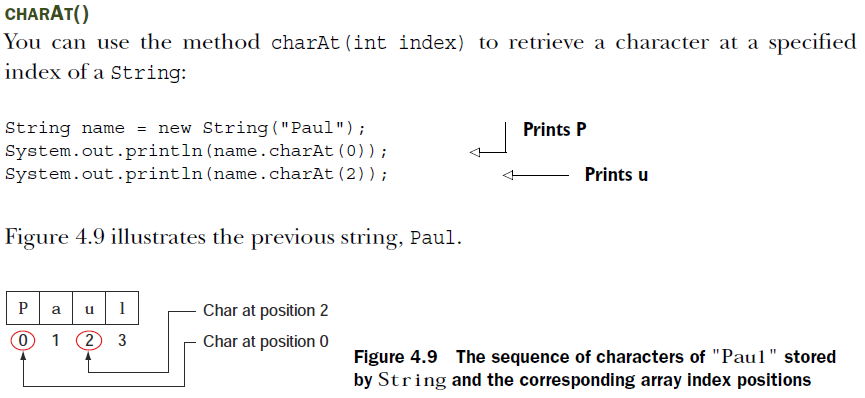 CHARAT()
You can use the method charAt(int index) to retrieve a character at a specified
index of a String:
String name = new String("Paul");
System.out.println(name.charAt(0));
System.out.println(name.charAt(2));
Prints P
Prints u
Figure 4.9 illustrates the previous string, Paul.
P a u l
0 1 2 3
Char at position 2
Char at position 0
Figure 4.9 The sequence of characters of "Paul" stored
by String and the corresponding array index positions